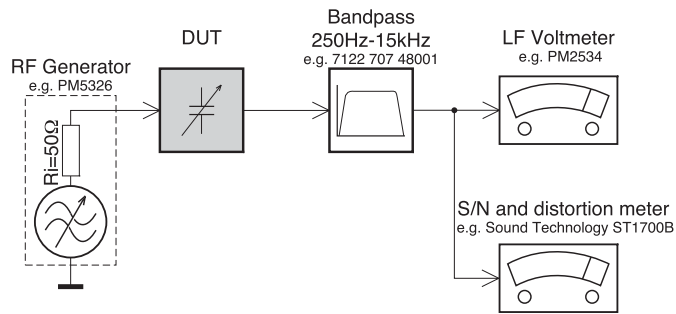 DUT
Bandpass
250Hz-15kHz
e.g. 7122 707 48001
LF Voltmeter
e.g. PM2534
RF Generator
e.g. PM5326
Ri=50Ω
S/N and distortion meter
e.g. Sound Technology ST1700B